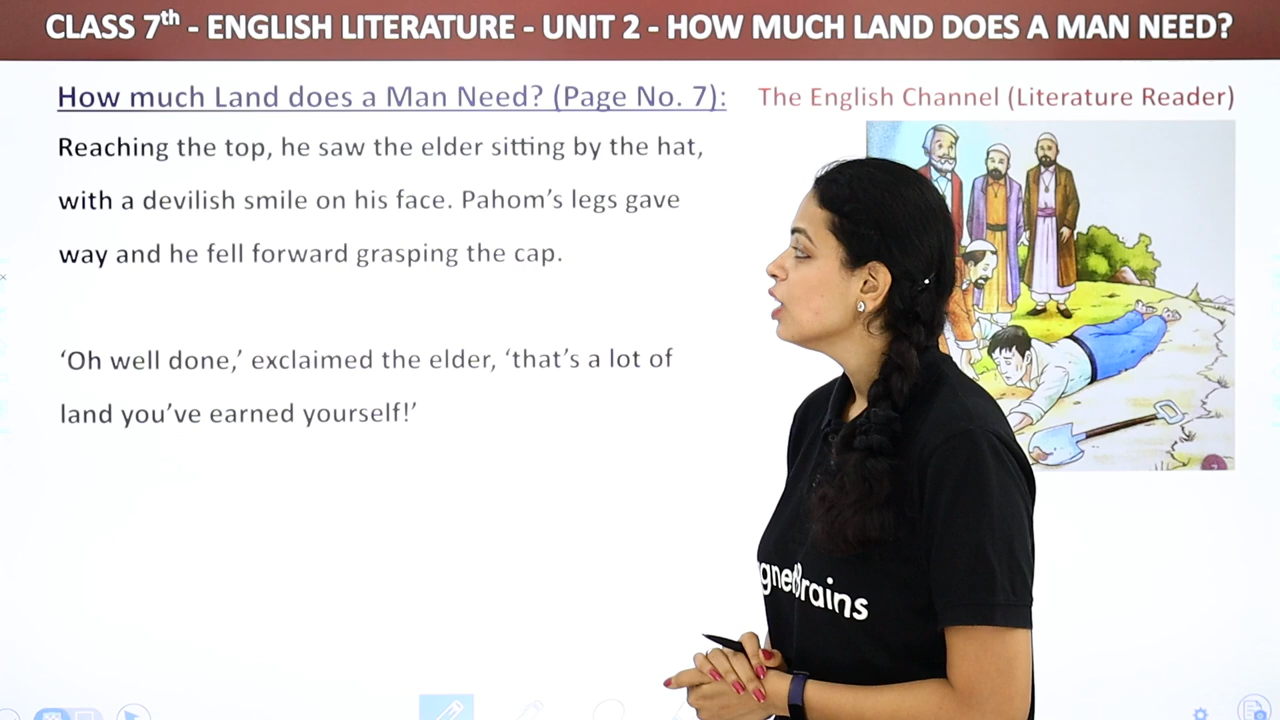 CLASS 7th - ENGLISH LITERATURE - UNIT 2 - HOW MUCH LAND DOES A MAN NEED?
How much Land does a Man Need? (Page No. 7):
The English Channel (Literature Reader)
Reaching the top, he saw the elder sitting by the hat,
with a devilish smile on his face. Pahom’s legs gave
way and he fell forward grasping the cap.
‘Oh well done,’ exclaimed the elder, ‘that’s a lot of
land you’ve earned yourself!’
gnetBrains
7